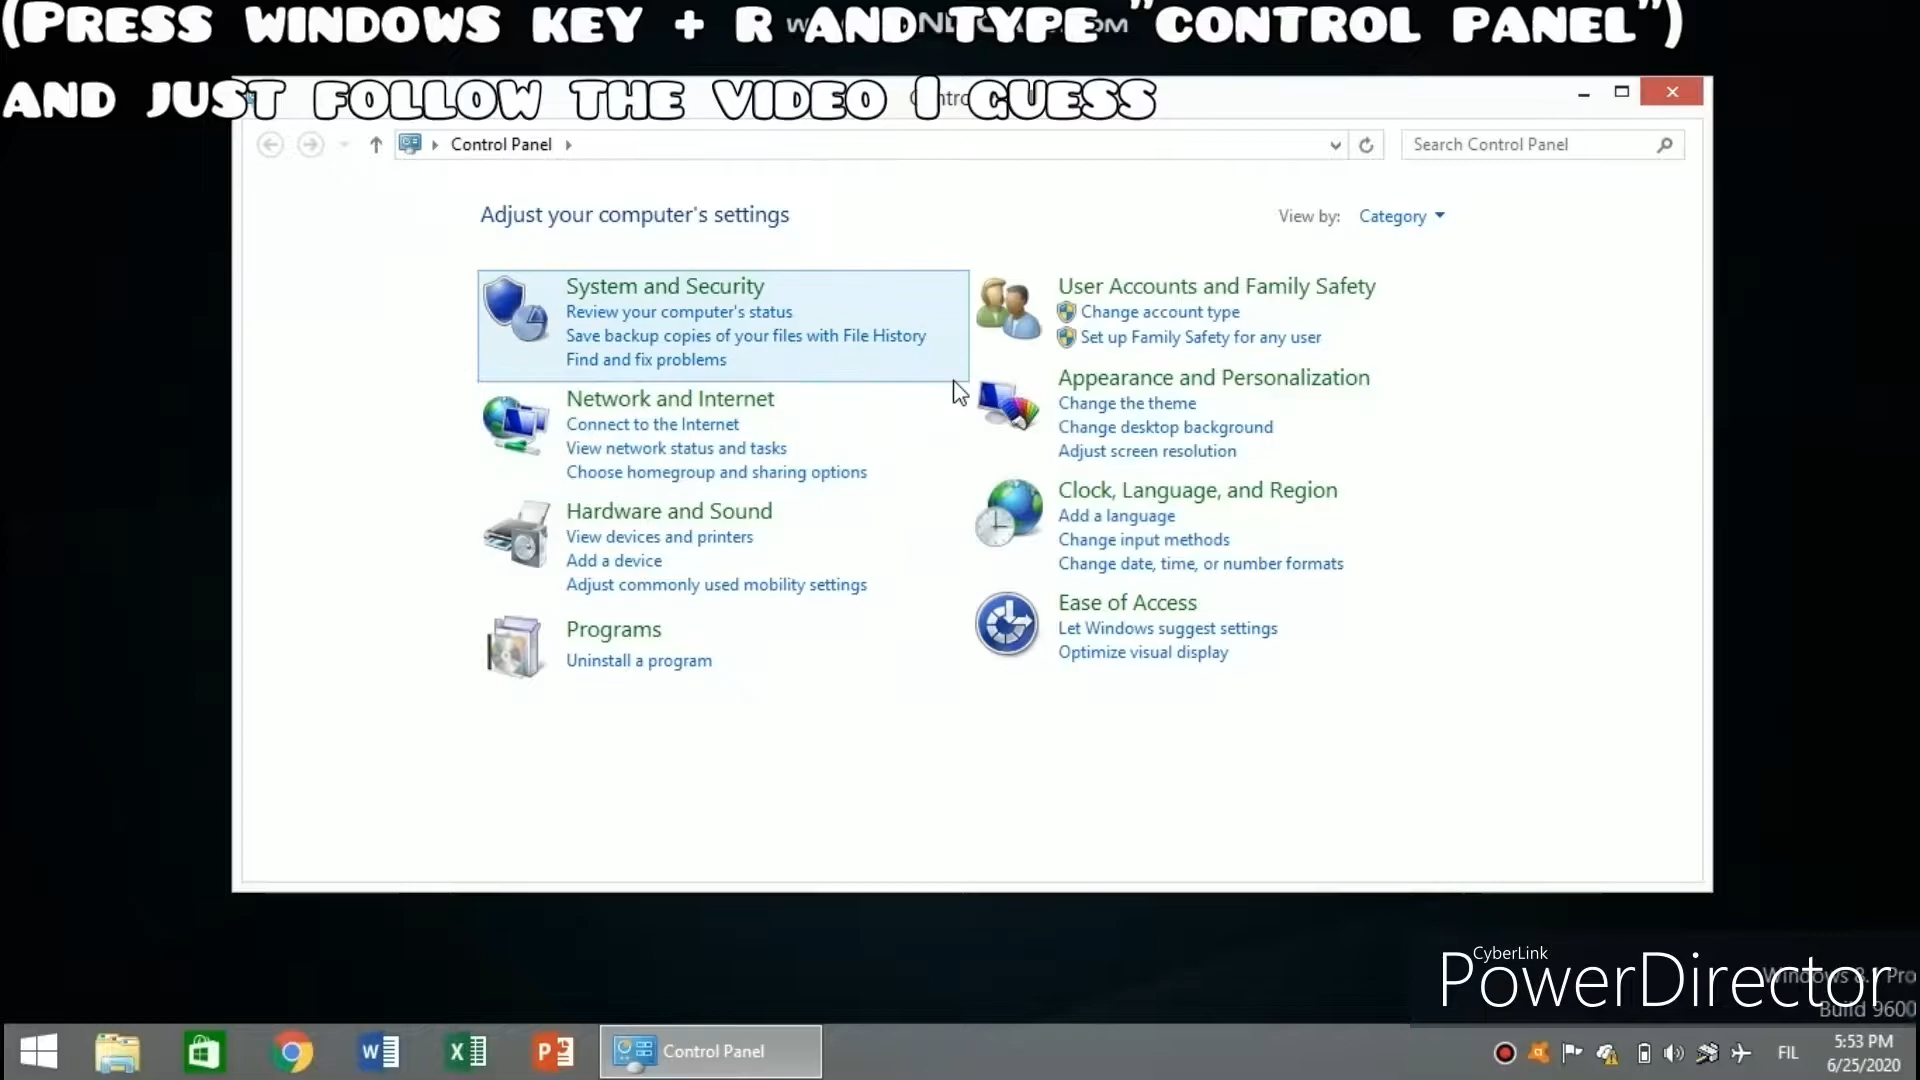 (Press windows key + R and type "control panel")
and just follow the video I guess
Control Panel
Search Control Panel
Adjust your computer's settings
View by: Category
System and Security
Review your computer's status
Save backup copies of your files with File History
Find and fix problems
Network and Internet
Connect to the Internet
View network status and tasks
Choose homegroup and sharing options
Hardware and Sound
View devices and printers
Add a device
Adjust commonly used mobility settings
Programs
Uninstall a program
User Accounts and Family Safety
Change account type
Set up Family Safety for any user
Appearance and Personalization
Change the theme
Change desktop background
Adjust screen resolution
Clock, Language, and Region
Add a language
Change input methods
Change date, time, or number formats
Ease of Access
Let Windows suggest settings
Optimize visual display
CyberLink
PowerDirector
Windows 8. Pro
Build 9600
Control Panel
FIL
5:53 PM
6/25/2020